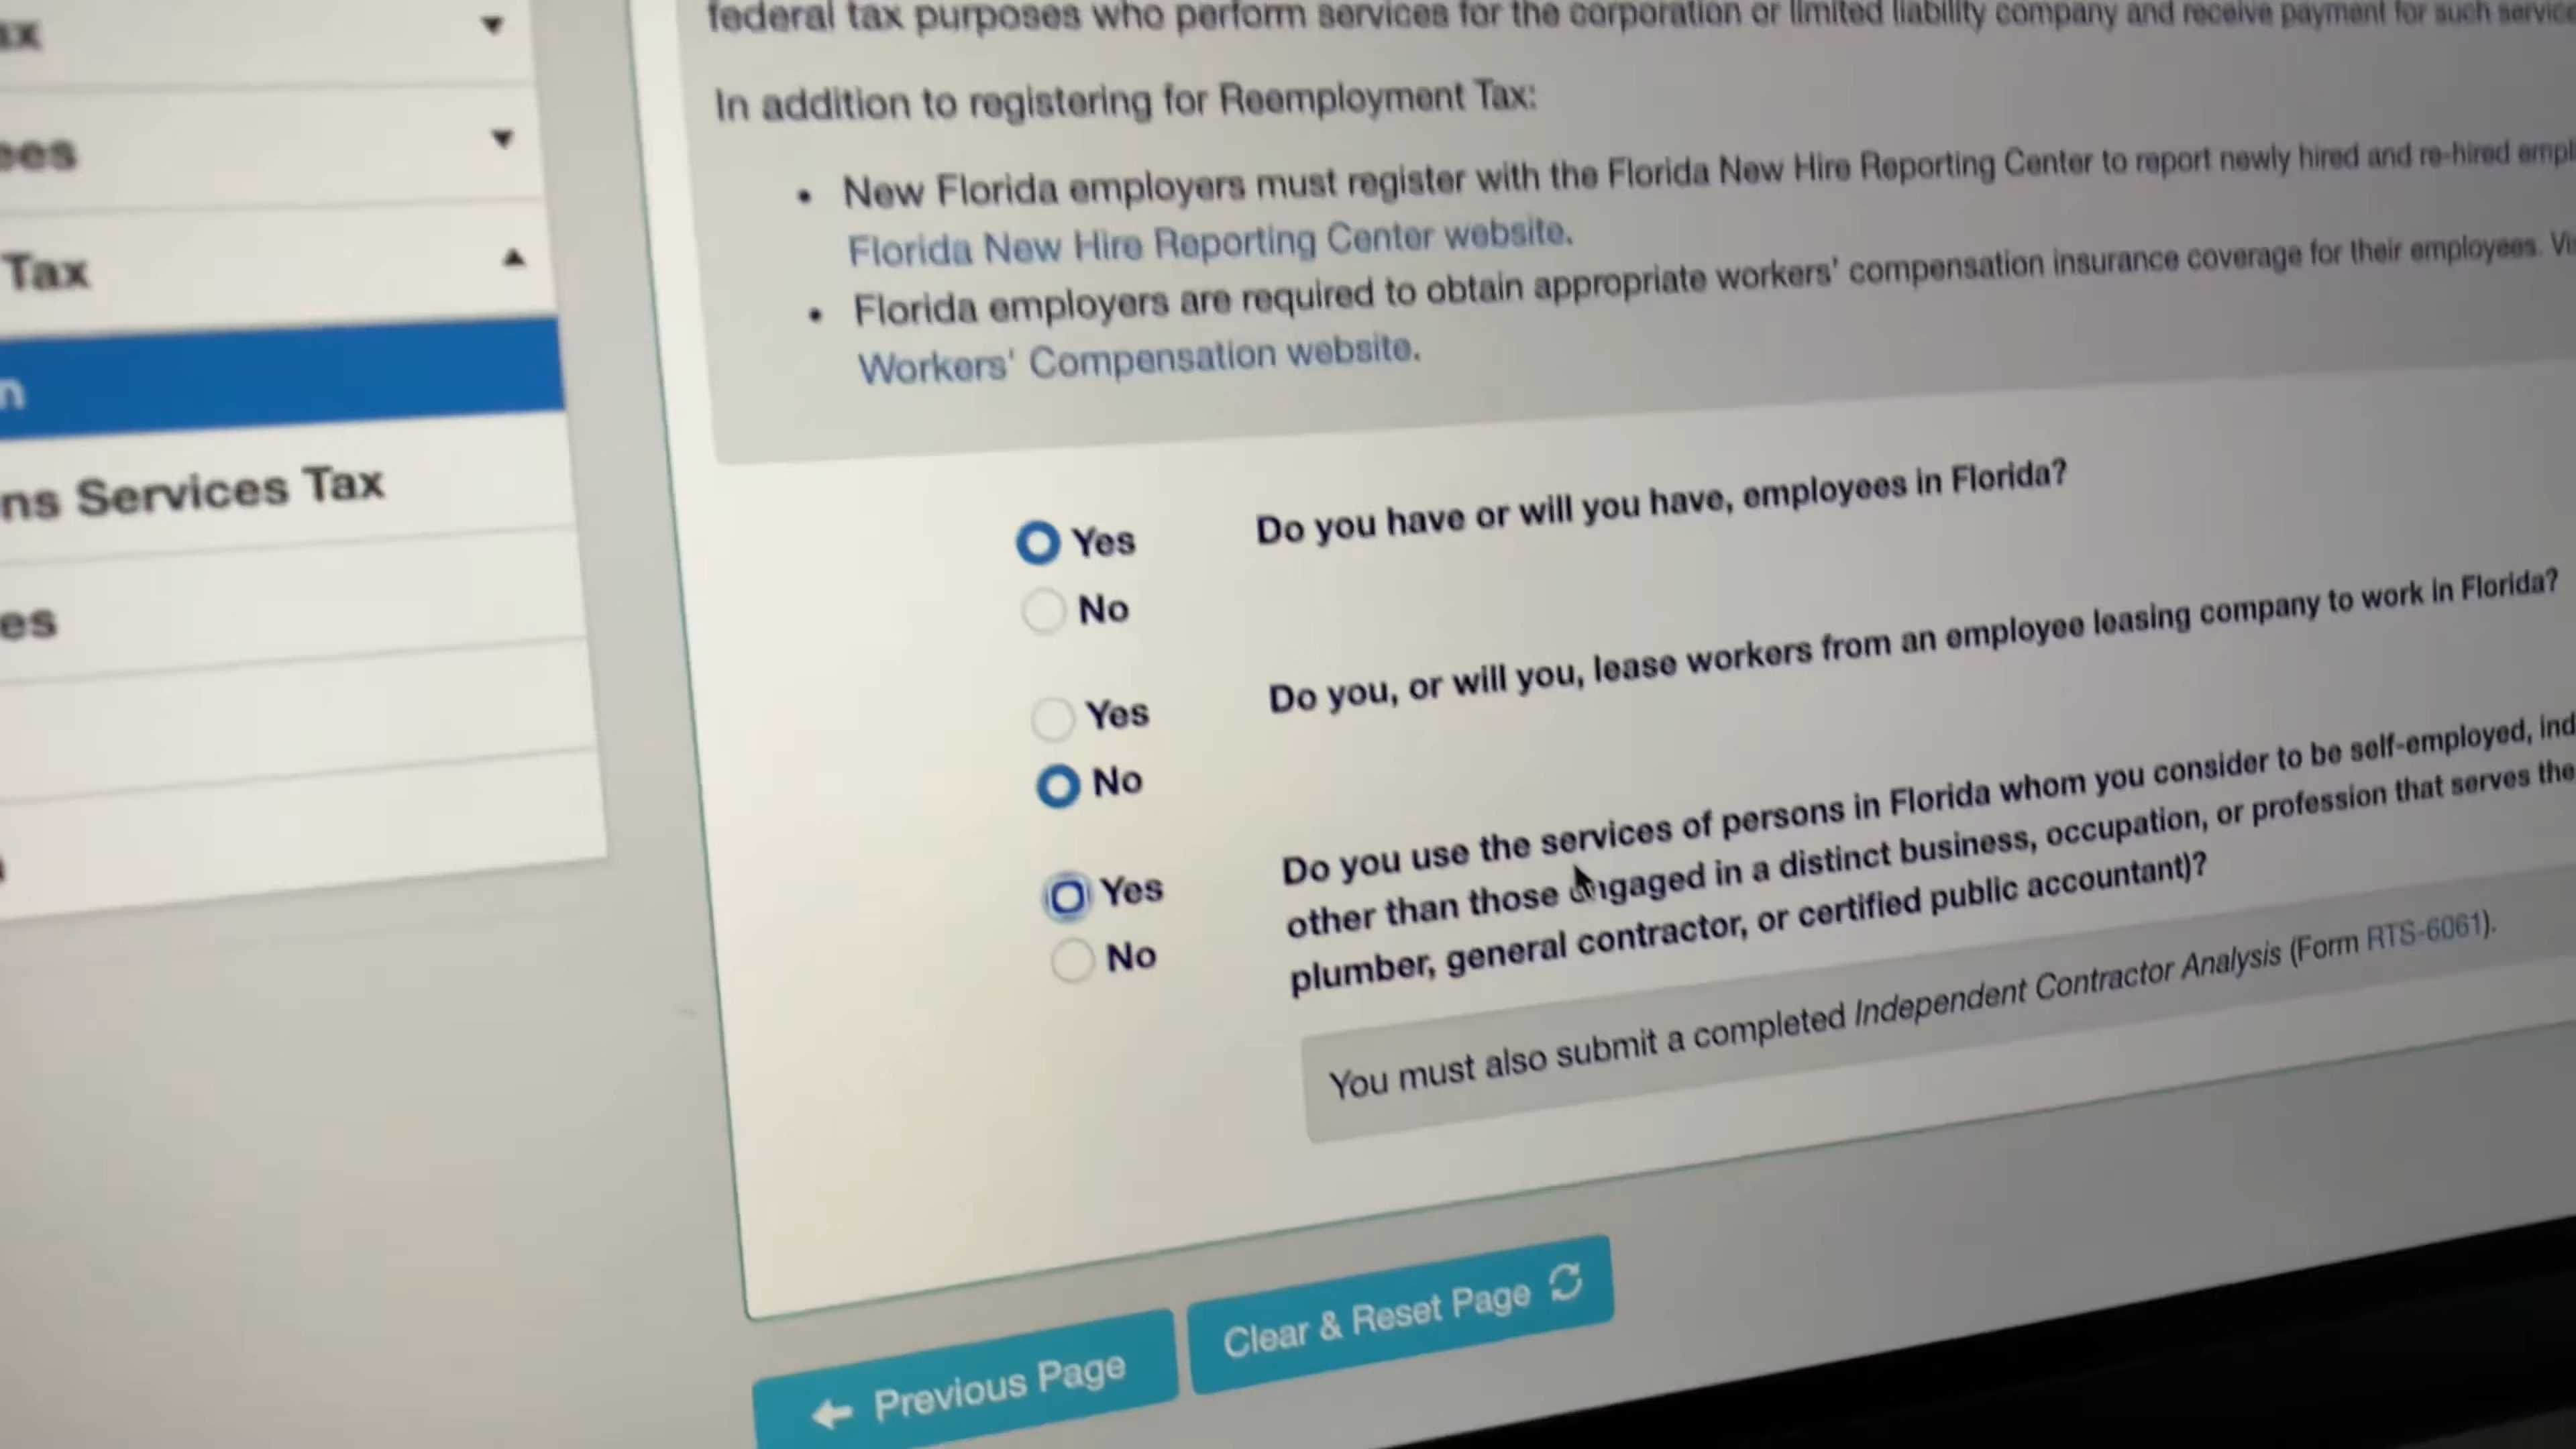 ax
ees
Tax
n
ns Services Tax
es
federal tax purposes who perform services for the corporation or limited liability company and receive payment for such service
In addition to registering for Reemployment Tax:
• New Florida employers must register with the Florida New Hire Reporting Center to report newly hired and re-hired empl
Florida New Hire Reporting Center website.
• Florida employers are required to obtain appropriate workers' compensation insurance coverage for their employees. Vis
Workers' Compensation website.
Yes Do you have or will you have, employees in Florida?
No
Yes Do you, or will you, lease workers from an employee leasing company to work in Florida?
No
Yes Do you use the services of persons in Florida whom you consider to be self-employed, ind
other than those engaged in a distinct business, occupation, or profession that serves the
No plumber, general contractor, or certified public accountant)?
You must also submit a completed Independent Contractor Analysis (Form RTS-6061).
Previous Page Clear & Reset Page